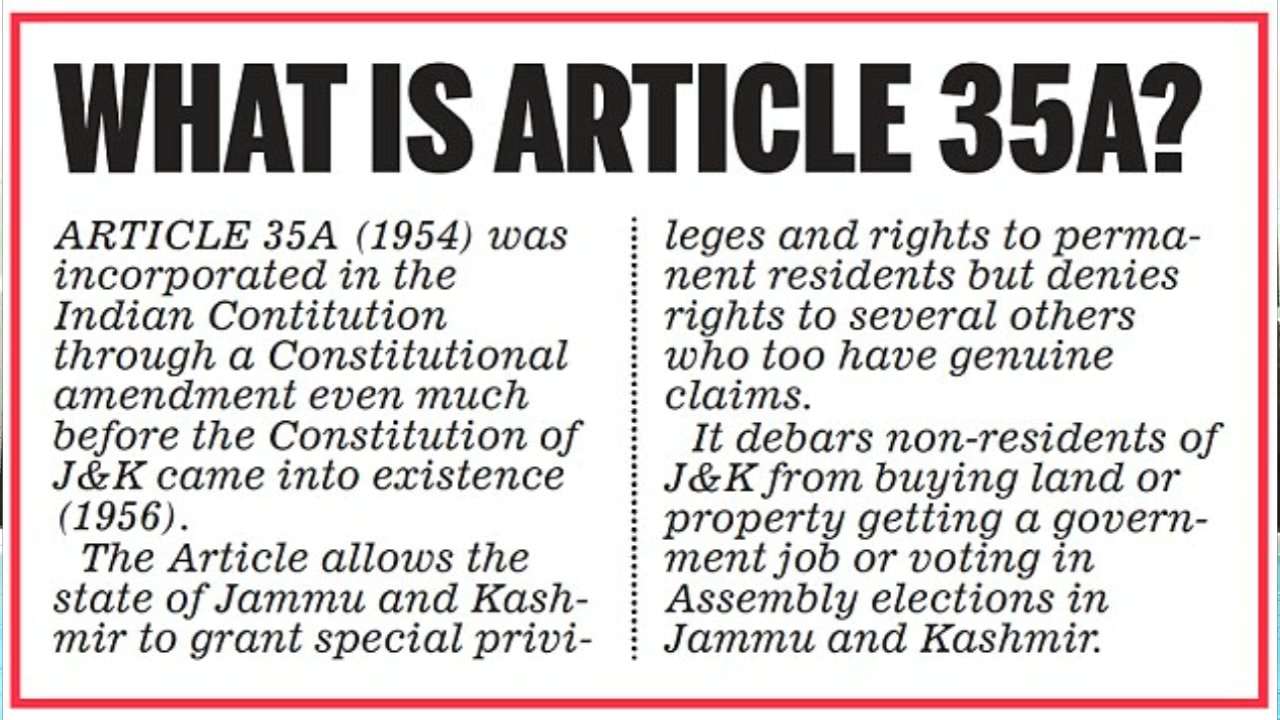 WHAT IS ARTICLE 35A?
ARTICLE 35A (1954) was
incorporated in the
Indian Contitution
through a Constitutional
amendment even much
before the Constitution of
J&K came into existence
(1956).
The Article allows the
state of Jammu and Kash-
mir to grant special privi-
leges and rights to perma-
nent residents but denies
rights to several others
who too have genuine
claims.
It debars non-residents of
J&K from buying land or
property getting a govern-
ment job or voting in
Assembly elections in
Jammu and Kashmir.